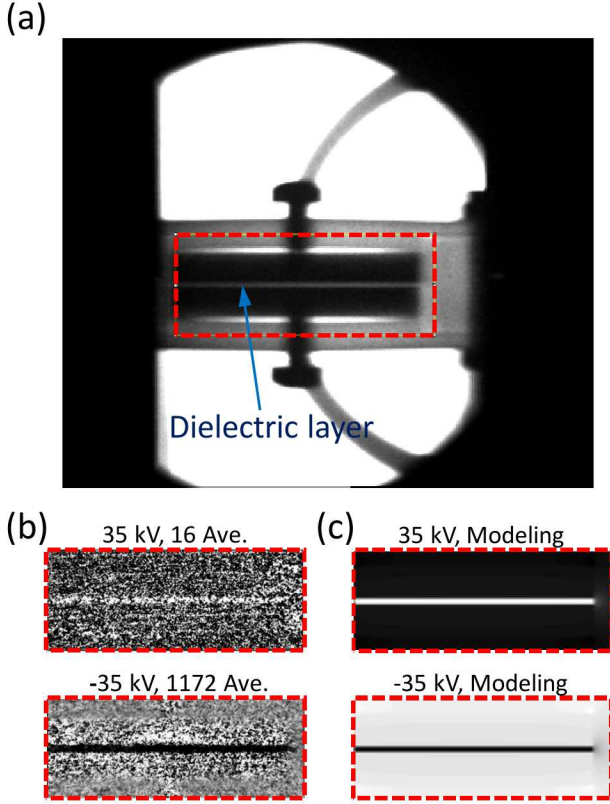 (a)
Dielectric layer
(b)
35 kV, 16 Ave.
(c)
35 kV, Modeling
-35 kV, 1172 Ave.
-35 kV, Modeling